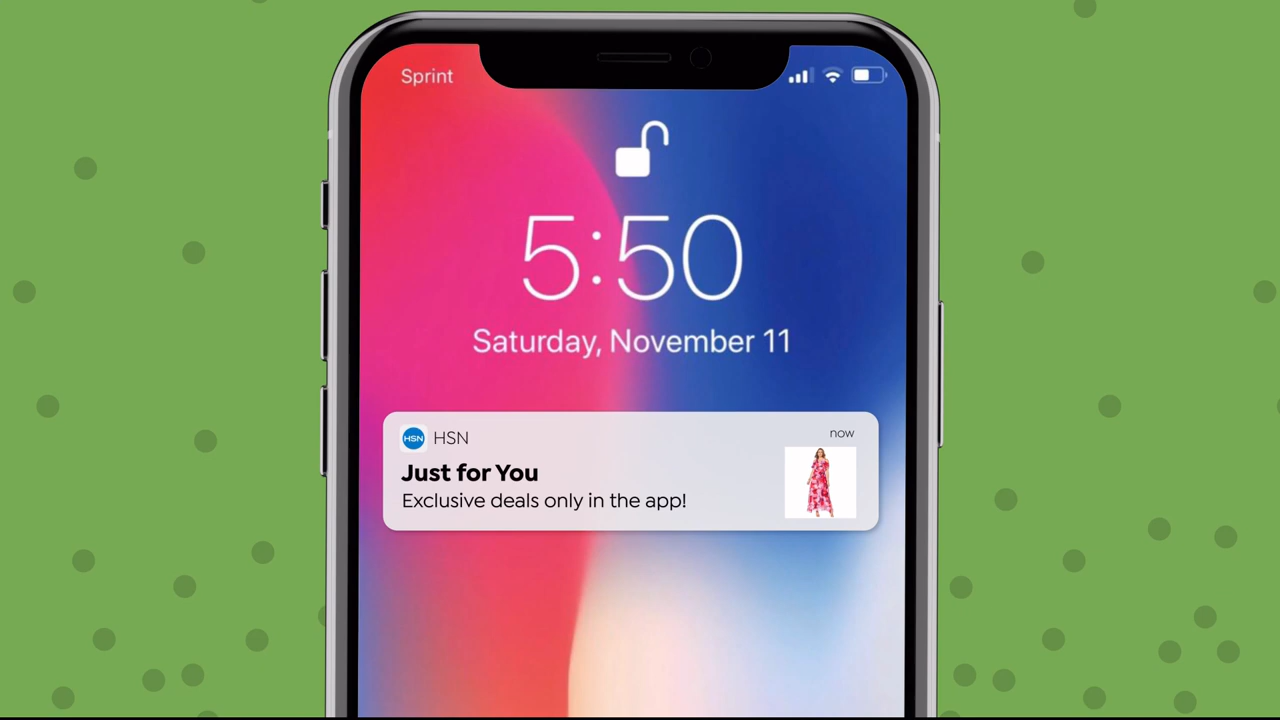 Sprint
5:50
Saturday, November 11
HSN HSN
now
Just for You
Exclusive deals only in the app!